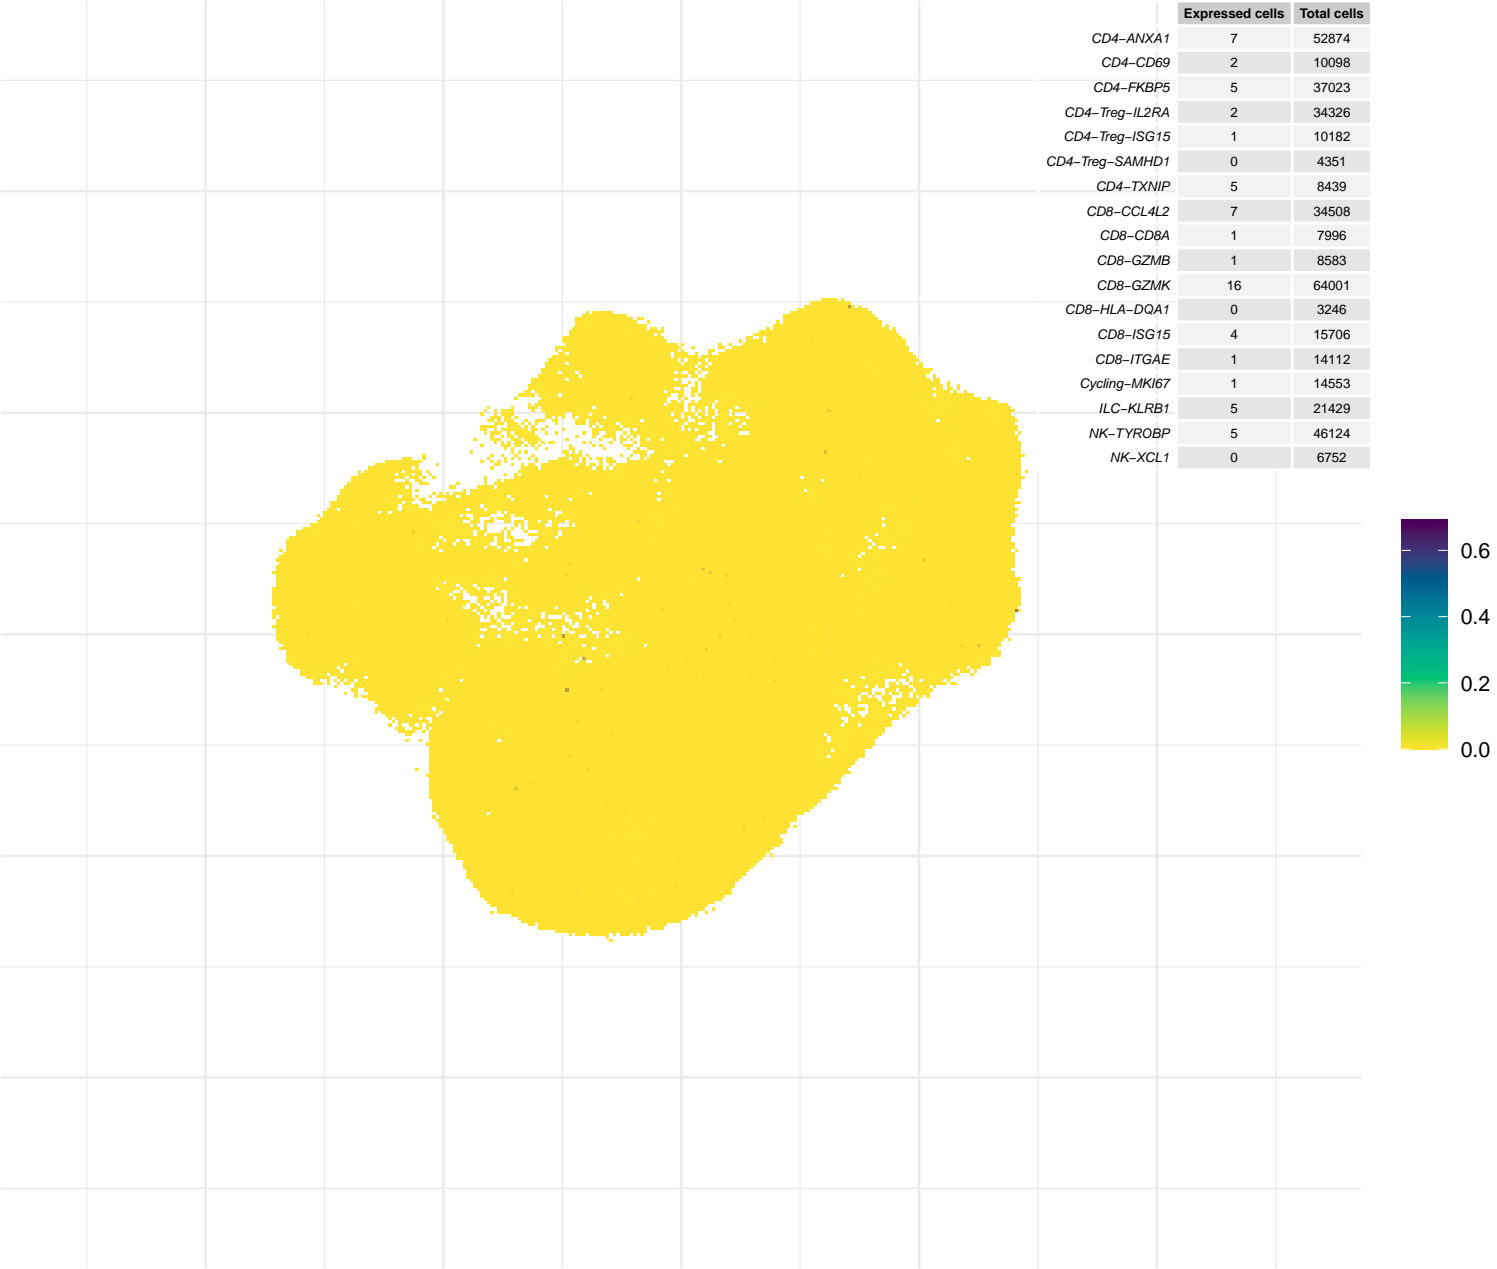 Expressed cells Total cells
CD4−ANXA1 7 52874
CD4−CD69 2 10098
CD4−FKBP5 5 37023
CD4−Treg−IL2RA 2 34326
CD4−Treg−ISG15 1 10182
CD4−Treg−SAMHD1 0 4351
CD4−TXNIP 5 8439
CD8−CCL4L2 7 34508
CD8−CD8A 1 7996
CD8−GZMB 1 8583
CD8−GZMK 16 64001
CD8−HLA−DQA1 0 3246
CD8−ISG15 4 15706
CD8−ITGAE 1 14112
Cycling−MKI67 1 14553
ILC−KLRB1 5 21429
NK−TYROBP 5 46124
NK−XCL1 0 6752
0.6
0.4
0.2
0.0